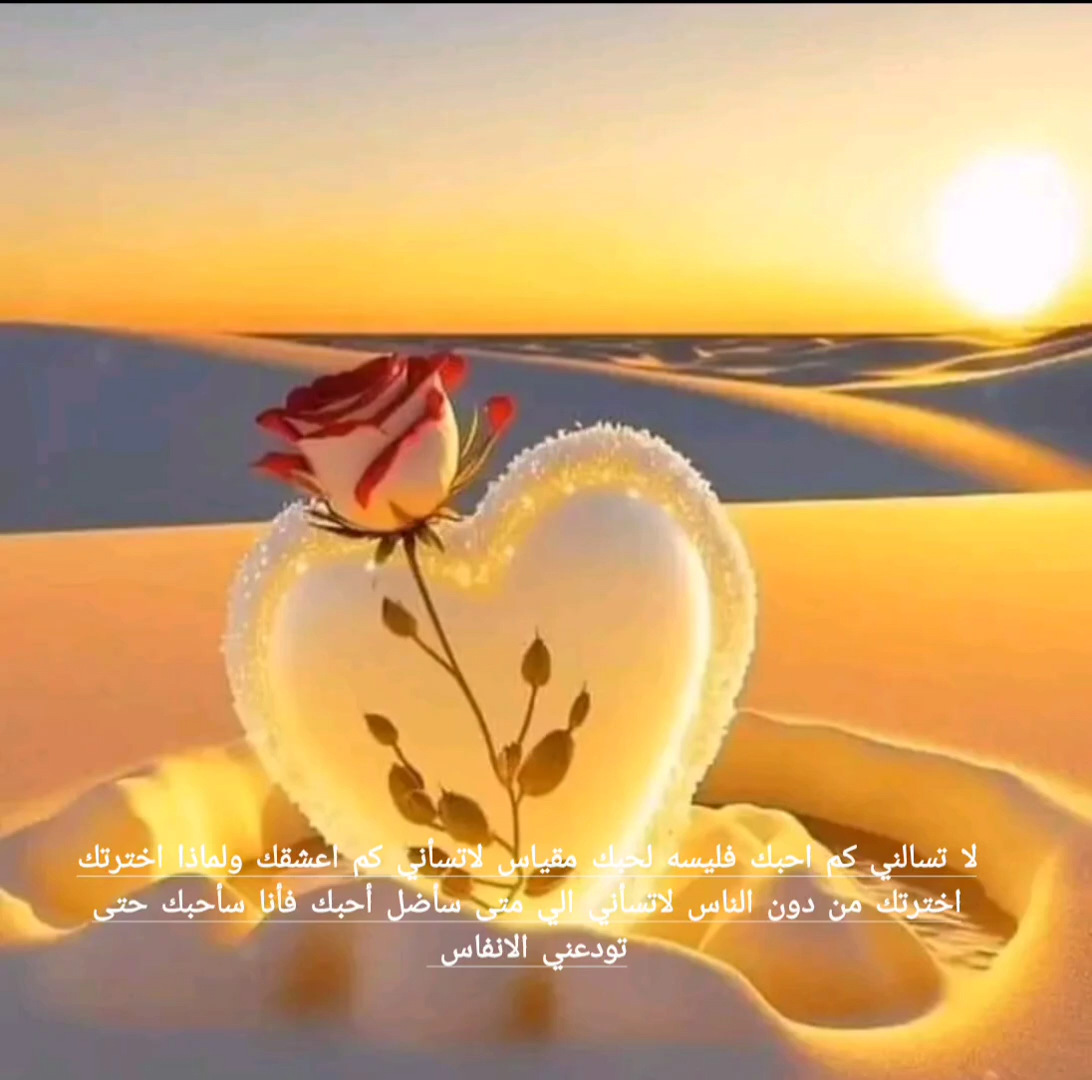 لا تسالني كم احبك فليسه لحبك مقياس لاتسأني كم اعشقك ولماذا اخترتك
اخترتك من دون الناس لاتسأني الي متى سأضل أحبك فأنا سأحبك حتى
تودعني الانفاس